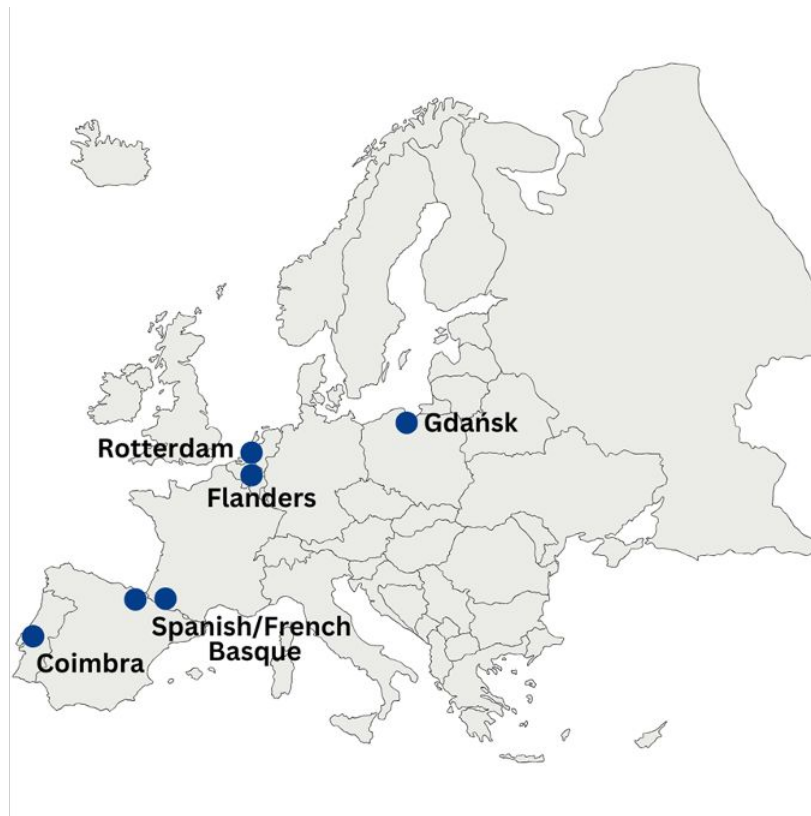 Gdańsk
Rotterdam
Flanders
Spanish/French
Basque
Coimbra